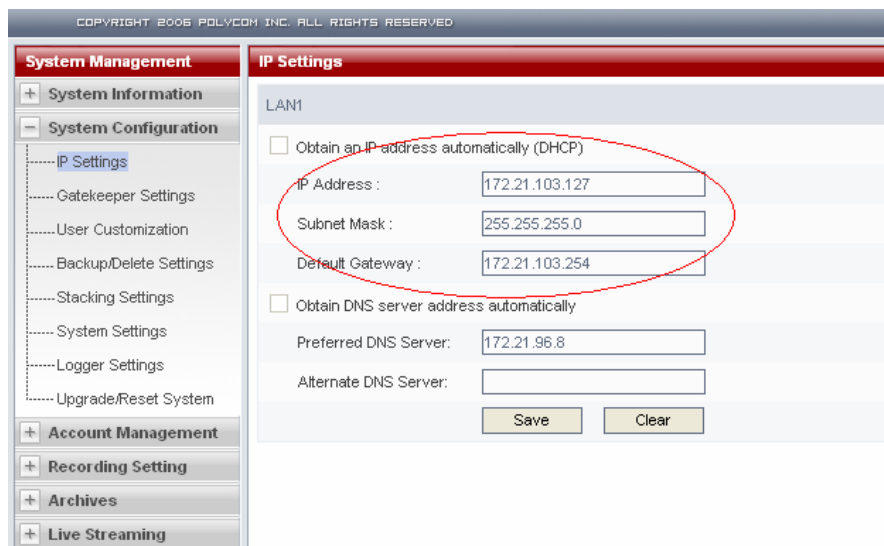 COPYRIGHT 2006 POLYCOM INC. ALL RIGHTS RESERVED
System Management
+ System Information
− System Configuration
IP Settings
Gatekeeper Settings
User Customization
Backup/Delete Settings
Stacking Settings
System Settings
Logger Settings
Upgrade/Reset System
+ Account Management
+ Recording Setting
+ Archives
+ Live Streaming
IP Settings
LAN1
Obtain an IP address automatically (DHCP)
IP Address : 172.21.103.127
Subnet Mask : 255.255.255.0
Default Gateway : 172.21.103.254
Obtain DNS server address automatically
Preferred DNS Server: 172.21.96.8
Alternate DNS Server:
Save Clear